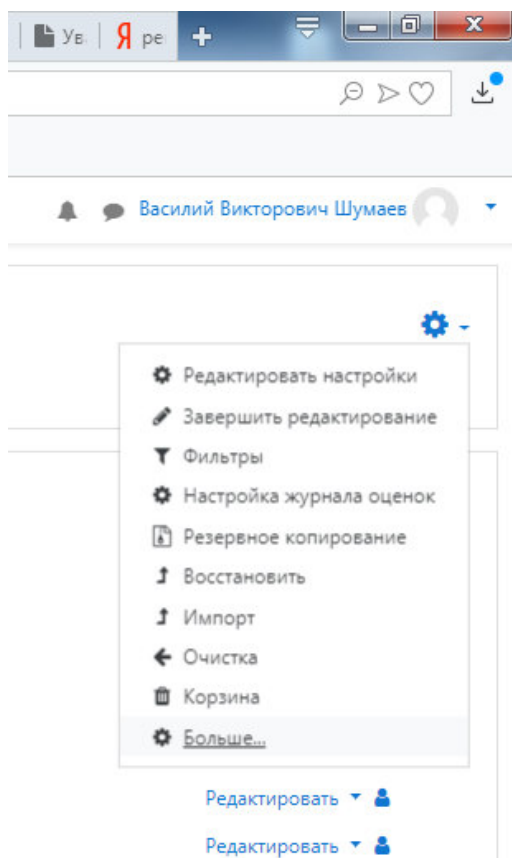 Ув. Я ре
Василий Викторович Шумаев
Редактировать настройки
Завершить редактирование
Фильтры
Настройка журнала оценок
Резервное копирование
Восстановить
Импорт
Очистка
Корзина
Больше...
Редактировать
Редактировать